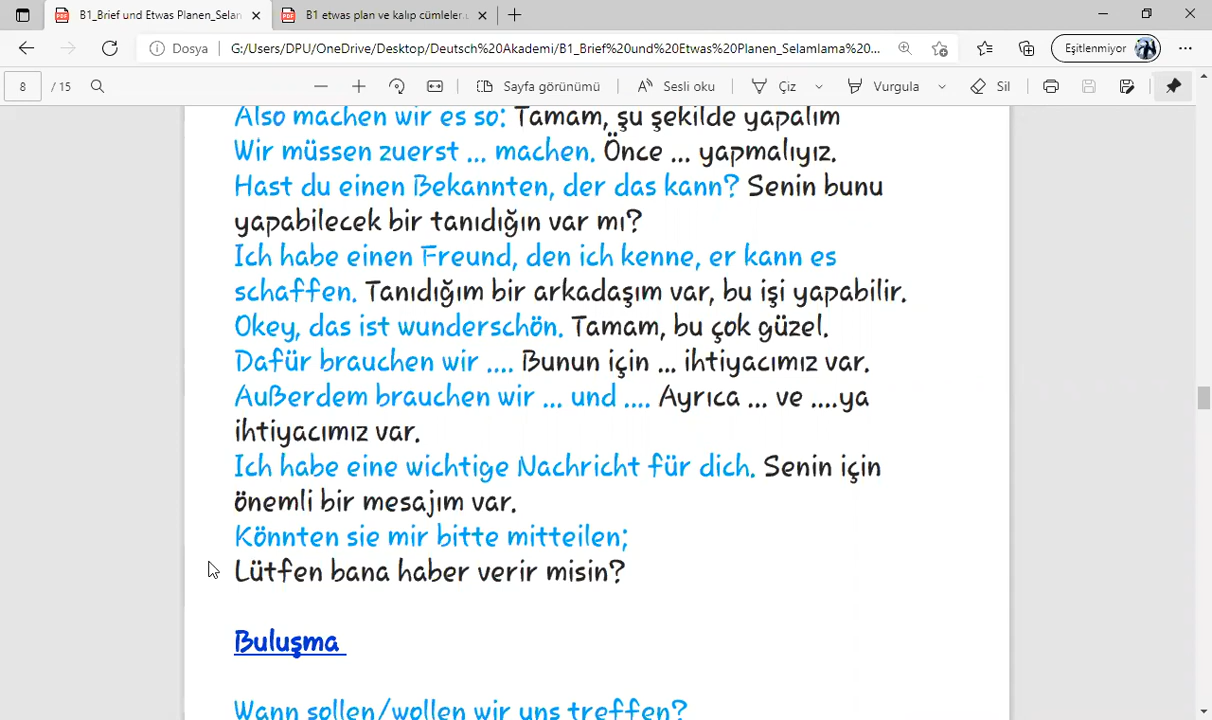 B1_Brief und Etwas Planen_Selan
B1 etwas plan ve kalıp cümleler.
Dosya
G:/Users/DPU/OneDrive/Desktop/Deutsch%20Akademi/B1_Brief%20und%20Etwas%20Planen_Selamlama%20...
Eşitlenmiyor
8 / 15
Sayfa görünümü
Sesli oku
Çiz
Vurgula
Sil
Also machen wir es so: Tamam, şu şekilde yapalım
Wir müssen zuerst ... machen. Önce ... yapmalıyız.
Hast du einen Bekannten, der das kann? Senin bunu
yapabilecek bir tanıdığın var mı?
Ich habe einen Freund, den ich kenne, er kann es
schaffen. Tanıdığım bir arkadaşım var, bu işi yapabilir.
Okey, das ist wunderschön. Tamam, bu çok güzel.
Dafür brauchen wir .... Bunun için ... ihtiyacımız var.
Außerdem brauchen wir ... und .... Ayrıca ... ve ....ya
ihtiyacımız var.
Ich habe eine wichtige Nachricht für dich. Senin için
önemli bir mesajım var.
Könnten sie mir bitte mitteilen;
Lütfen bana haber verir misin?
Buluşma
Wann sollen/wollen wir uns treffen?